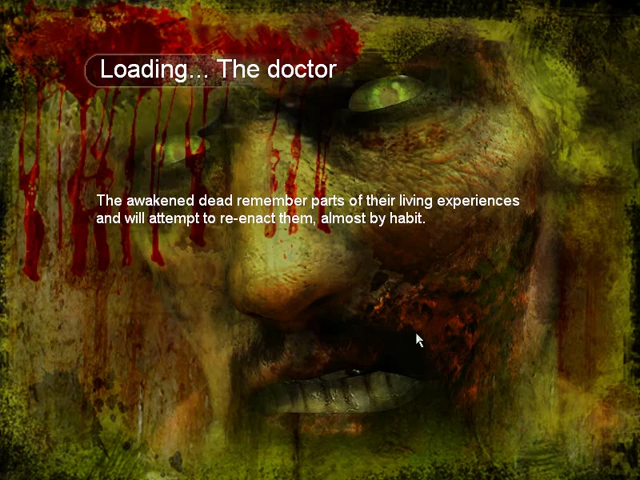 Loading... The doctor
The awakened dead remember parts of their living experiences
and will attempt to re-enact them, almost by habit.